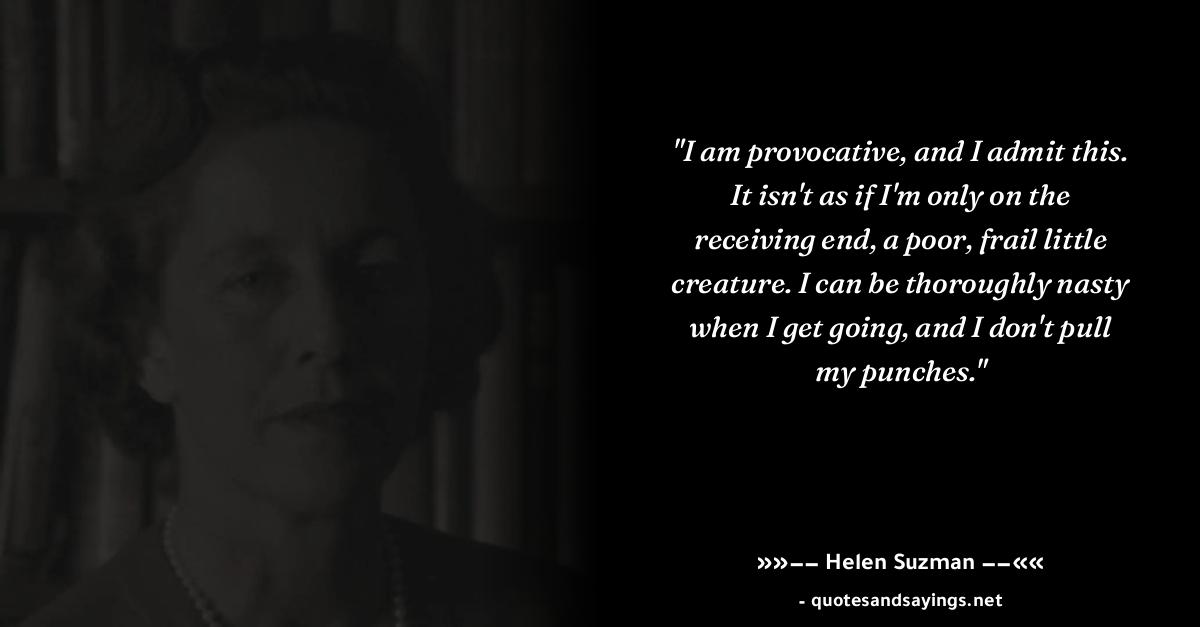 "I am provocative, and I admit this.
It isn't as if I'm only on the
receiving end, a poor, frail little
creature. I can be thoroughly nasty
when I get going, and I don't pull
my punches."
»»–– Helen Suzman ––««
- quotesandsayings.net